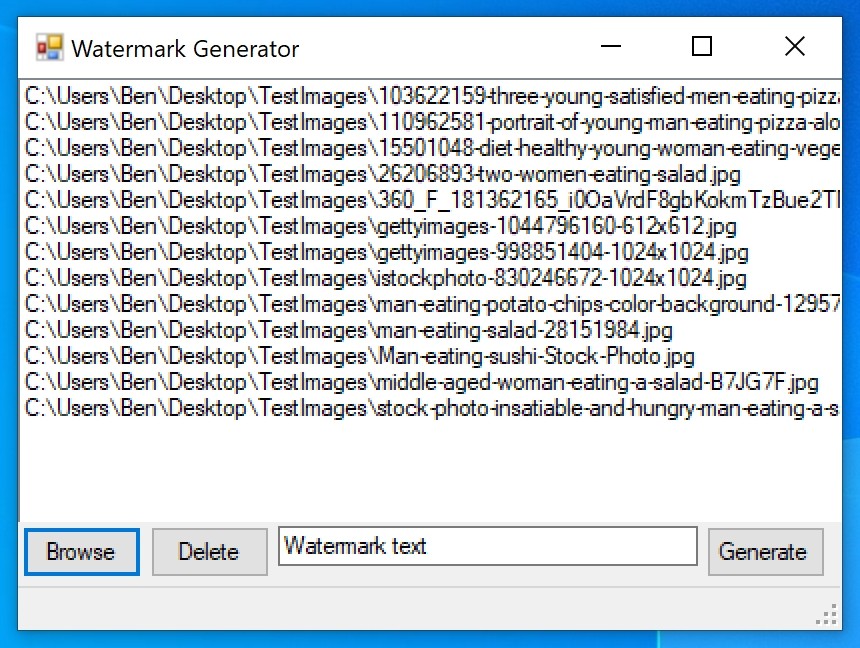 Watermark Generator
C:\Users\Ben\Desktop\TestImages\103622159-three-young-satisfied-men-eating-pizz
C:\Users\Ben\Desktop\TestImages\110962581-portrait-of-young-man-eating-pizza-alo
C:\Users\Ben\Desktop\TestImages\15501048-diet-healthy-young-woman-eating-vege
C:\Users\Ben\Desktop\TestImages\26206893-two-women-eating-salad.jpg
C:\Users\Ben\Desktop\TestImages\360_F_181362165_i0OaVrdF8gbKokmTzBue2T
C:\Users\Ben\Desktop\TestImages\gettyimages-1044796160-612x612.jpg
C:\Users\Ben\Desktop\TestImages\gettyimages-998851404-1024x1024.jpg
C:\Users\Ben\Desktop\TestImages\istockphoto-830246672-1024x1024.jpg
C:\Users\Ben\Desktop\TestImages\man-eating-potato-chips-color-background-12957
C:\Users\Ben\Desktop\TestImages\man-eating-salad-28151984.jpg
C:\Users\Ben\Desktop\TestImages\Man-eating-sushi-Stock-Photo.jpg
C:\Users\Ben\Desktop\TestImages\middle-aged-woman-eating-a-salad-B7JG7F.jpg
C:\Users\Ben\Desktop\TestImages\stock-photo-insatiable-and-hungry-man-eating-a-s
Browse Delete Watermark text Generate